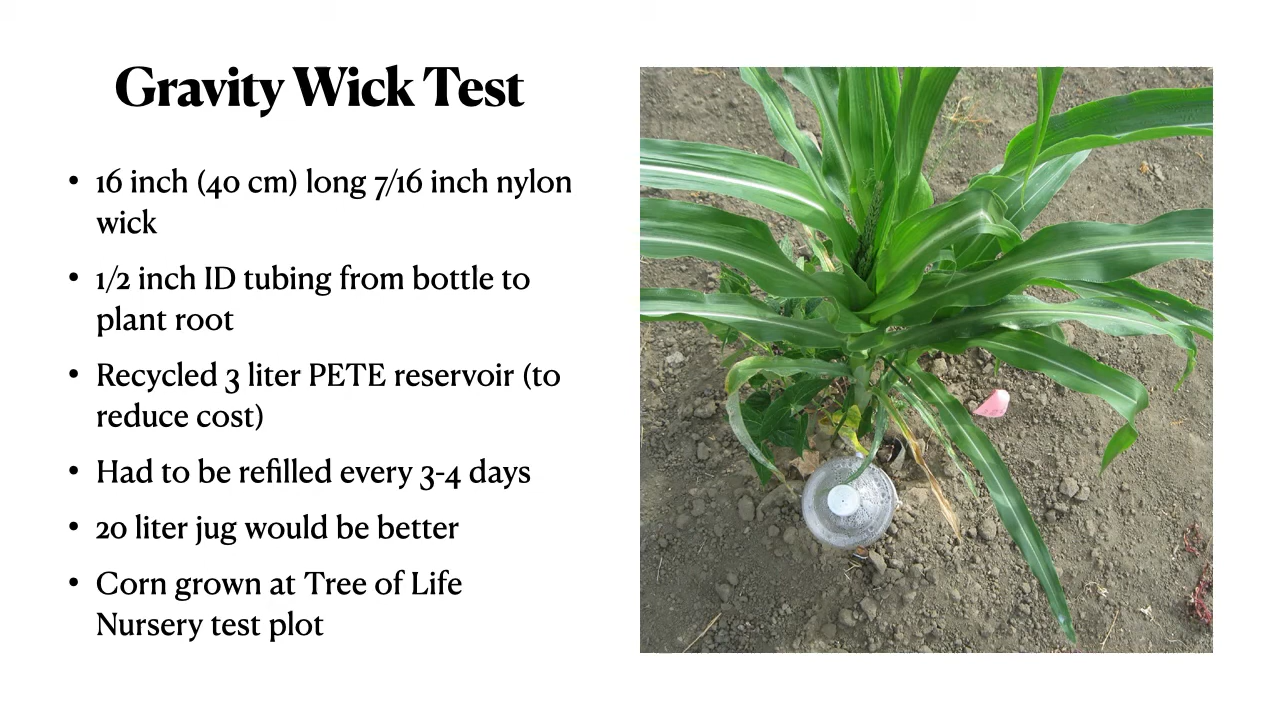 Gravity Wick Test
• 16 inch (40 cm) long 7/16 inch nylon
wick
• 1/2 inch ID tubing from bottle to
plant root
• Recycled 3 liter PETE reservoir (to
reduce cost)
• Had to be refilled every 3-4 days
• 20 liter jug would be better
• Corn grown at Tree of Life
Nursery test plot